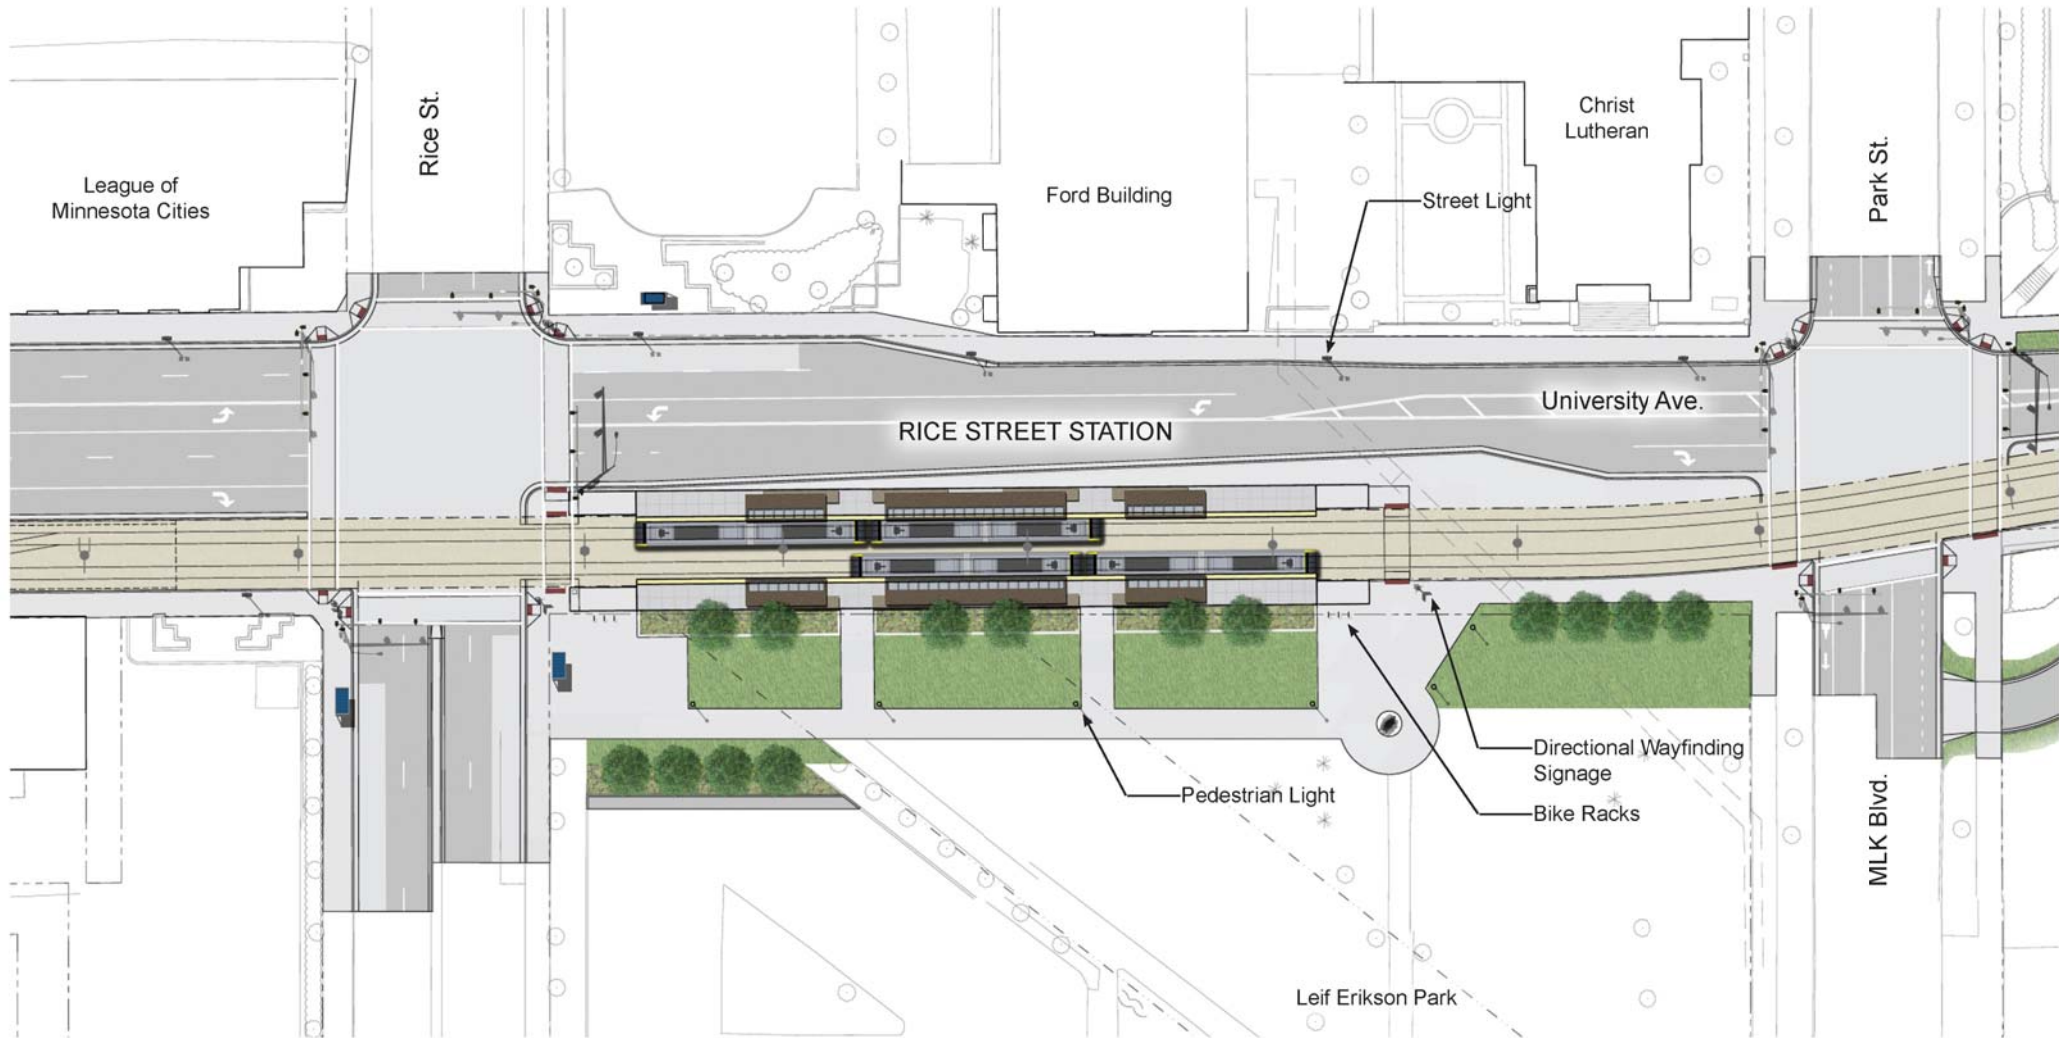 Rice St.
League of
Minnesota Cities
Ford Building
Street Light
Christ
Lutheran
Park St.
University Ave.
RICE STREET STATION
Directional Wayfinding
Signage
Pedestrian Light
Bike Racks
MLK Blvd.
Leif Erikson Park